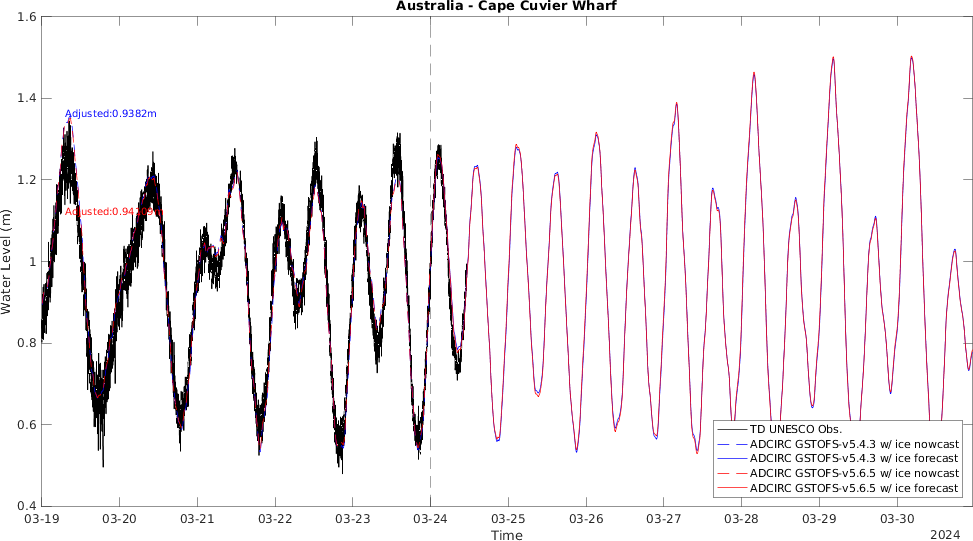 Australia - Cape Cuvier Wharf
1.6
1.4
1.2
1
0.8
0.6
0.4
Water Level (m)
Adjusted:0.9382m
03-19
03-20
03-21
03-22
03-23
03-24
03-25
03-26
03-27
03-28
03-29
03-30
Time
2024
TD UNESCO Obs.
ADCIRC GSTOFS-v5.4.3 w/ ice nowcast
ADCIRC GSTOFS-v5.4.3 w/ ice forecast
ADCIRC GSTOFS-v5.6.5 w/ ice nowcast
ADCIRC GSTOFS-v5.6.5 w/ ice forecast